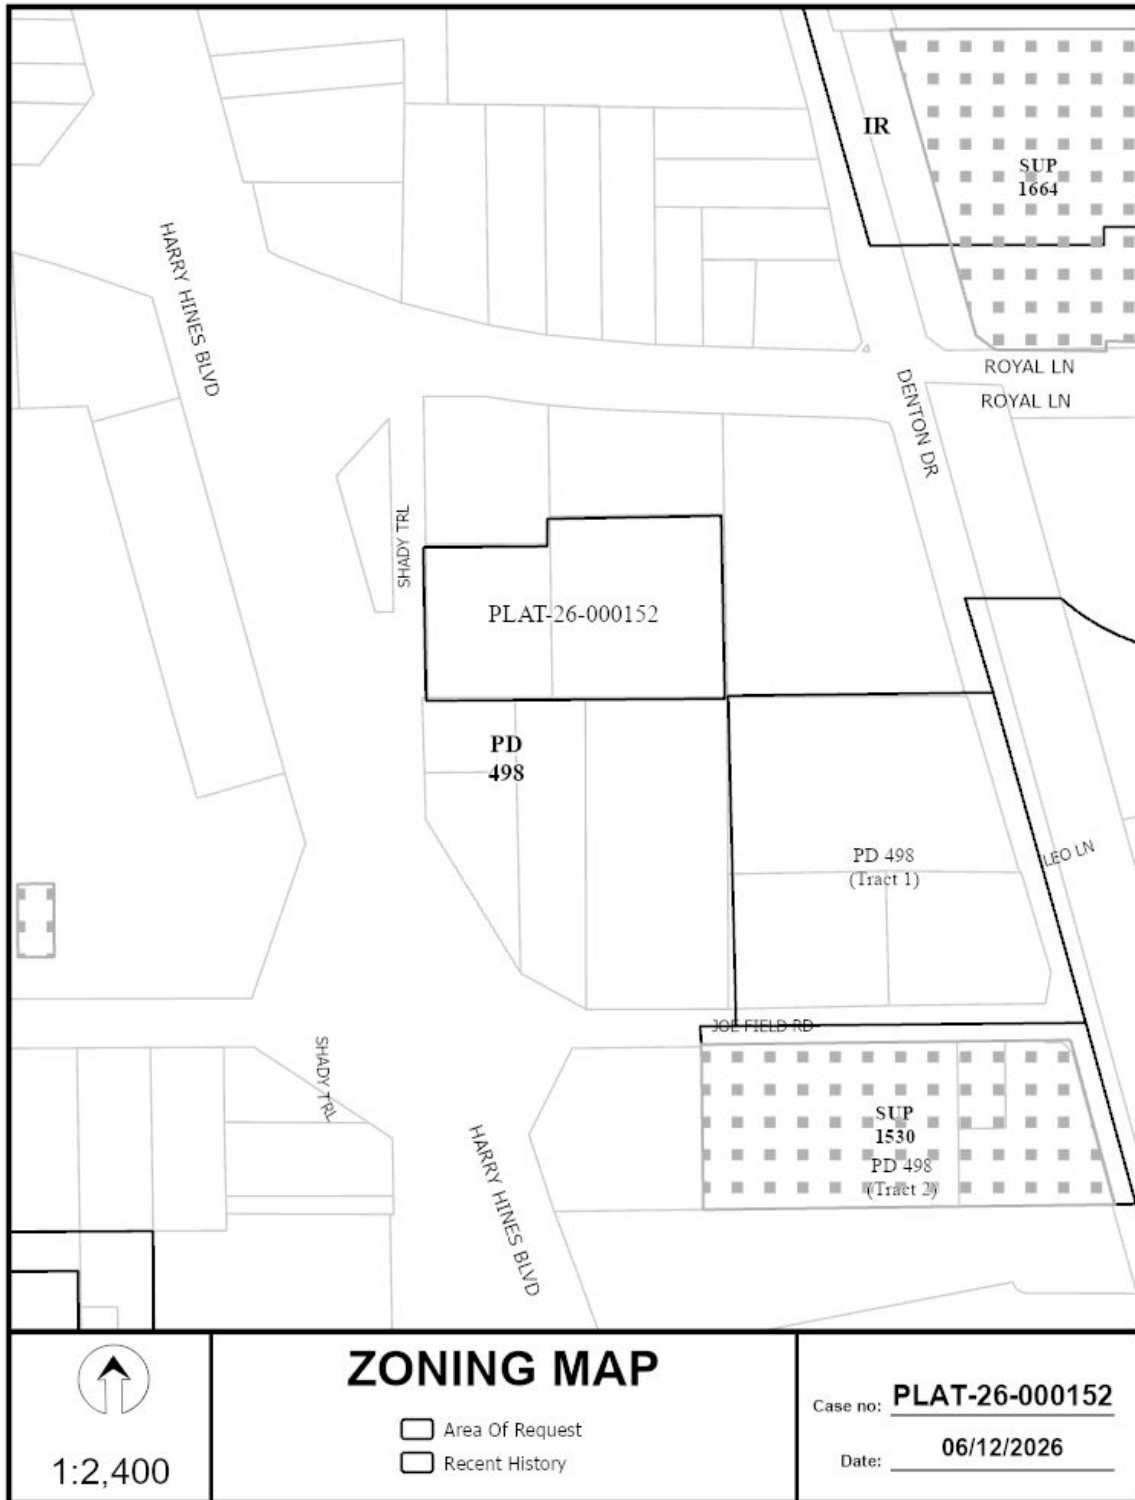 IR
SUP
1664
HARRY HINES BLVD
ROYAL LN
ROYAL LN
DENTON DR
SHADY TRL
PLAT-26-000152
PD
498
PD 498
(Tract 1)
LEO LN
JOE FIELD RD
SHADY TRL
SUP
1530
PD 498
(Tract 2)
HARRY HINES BLVD
1:2,400
ZONING MAP
Area Of Request
Recent History
Case no: PLAT-26-000152
Date: 06/12/2026